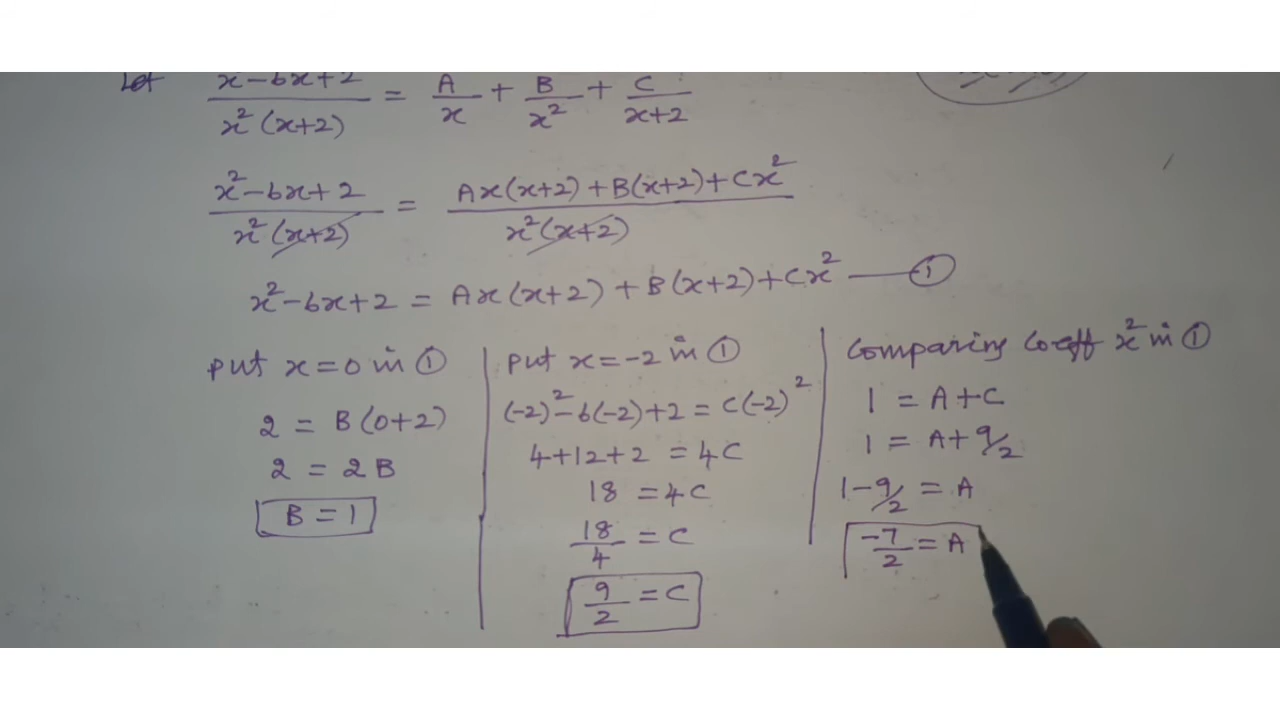 Let x-6x+2/x²(x+2) = A/x + B/x² + C/x+2
x²-6x+2/x²(x+2) = Ax(x+2)+B(x+2)+Cx²/x²(x+2)
x²-6x+2 = Ax(x+2)+B(x+2)+Cx² — ①
put x=0 in ①
2 = B(0+2)
2 = 2B
B = 1
put x=-2 in ①
(-2)²-6(-2)+2 = C(-2)²
4+12+2 = 4C
18 = 4C
18/4 = C
9/2 = C
Comparing coeff x² in ①
1 = A+C
1 = A+9/2
1-9/2 = A
-7/2 = A